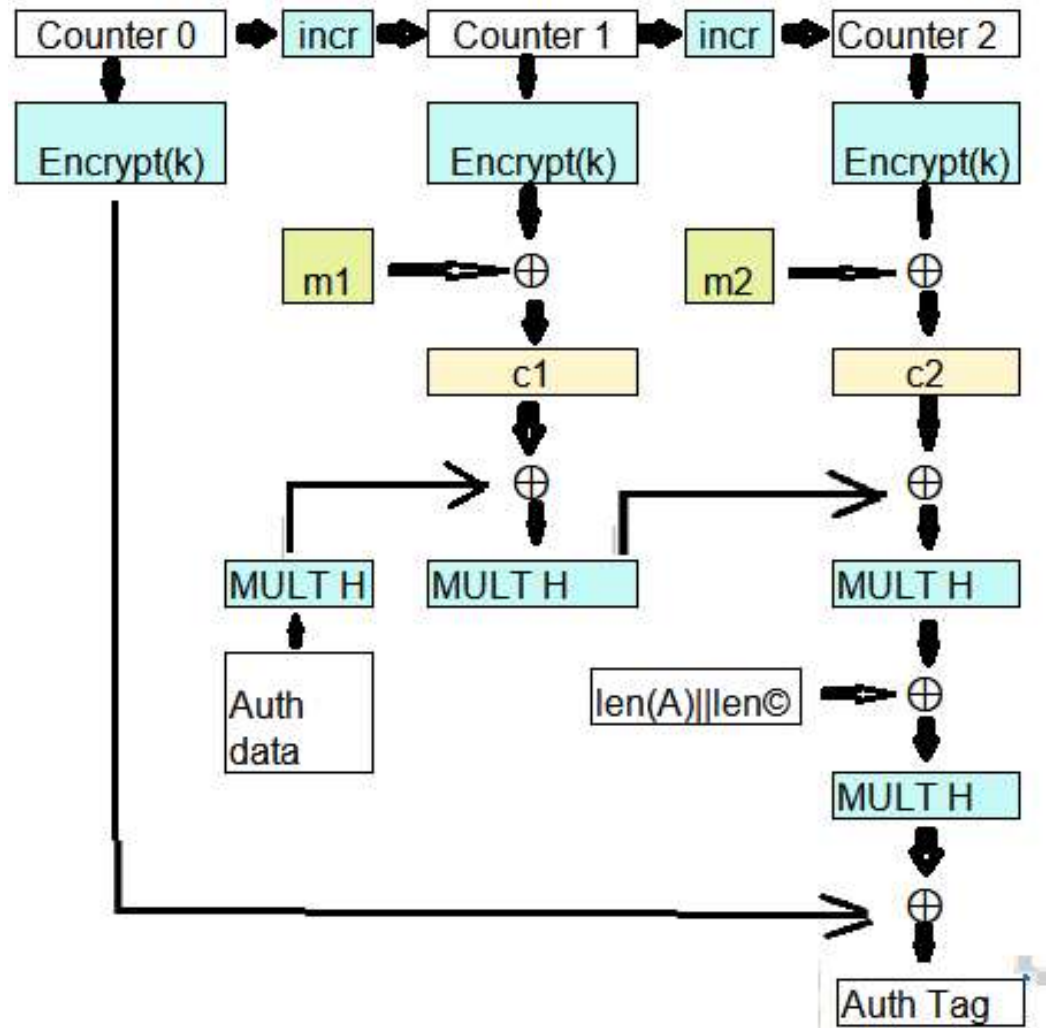 Counter 0
incr
Counter 1
incr
Counter 2
Encrypt(k)
Encrypt(k)
Encrypt(k)
m1
m2
c1
c2
MULT H
MULT H
MULT H
Auth
data
len(A)||len©
MULT H
Auth Tag